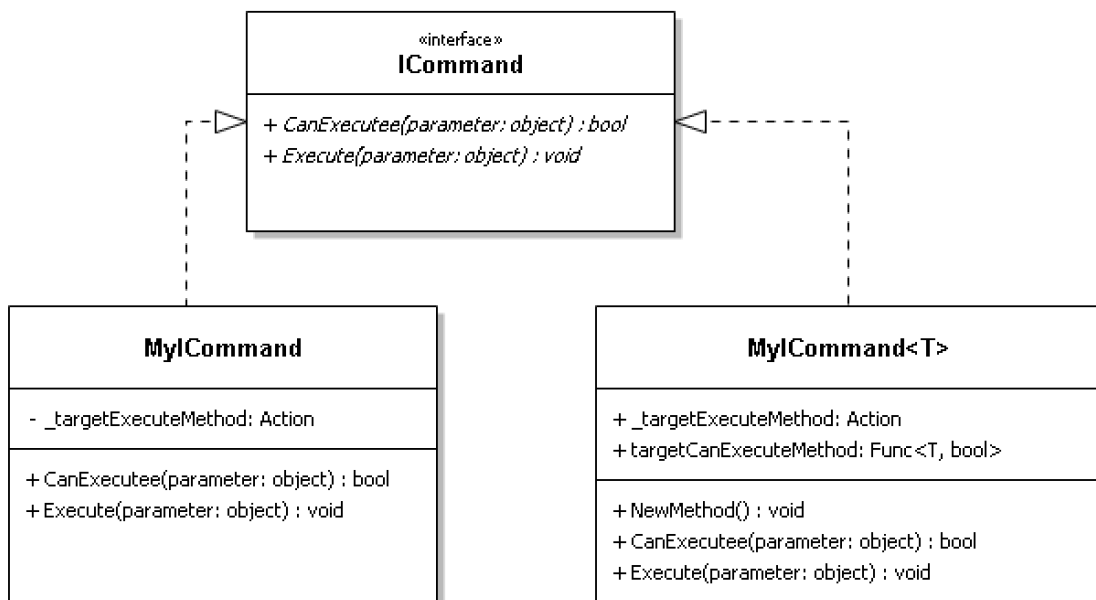 «interface»
ICommand
+ CanExecutee(parameter: object) : bool
+ Execute(parameter: object) : void
MyICommand
- _targetExecuteMethod: Action
+ CanExecutee(parameter: object) : bool
+ Execute(parameter: object) : void
MyICommand<T>
+ _targetExecuteMethod: Action
+ targetCanExecuteMethod: Func<T, bool>
+ NewMethod() : void
+ CanExecutee(parameter: object) : bool
+ Execute(parameter: object) : void